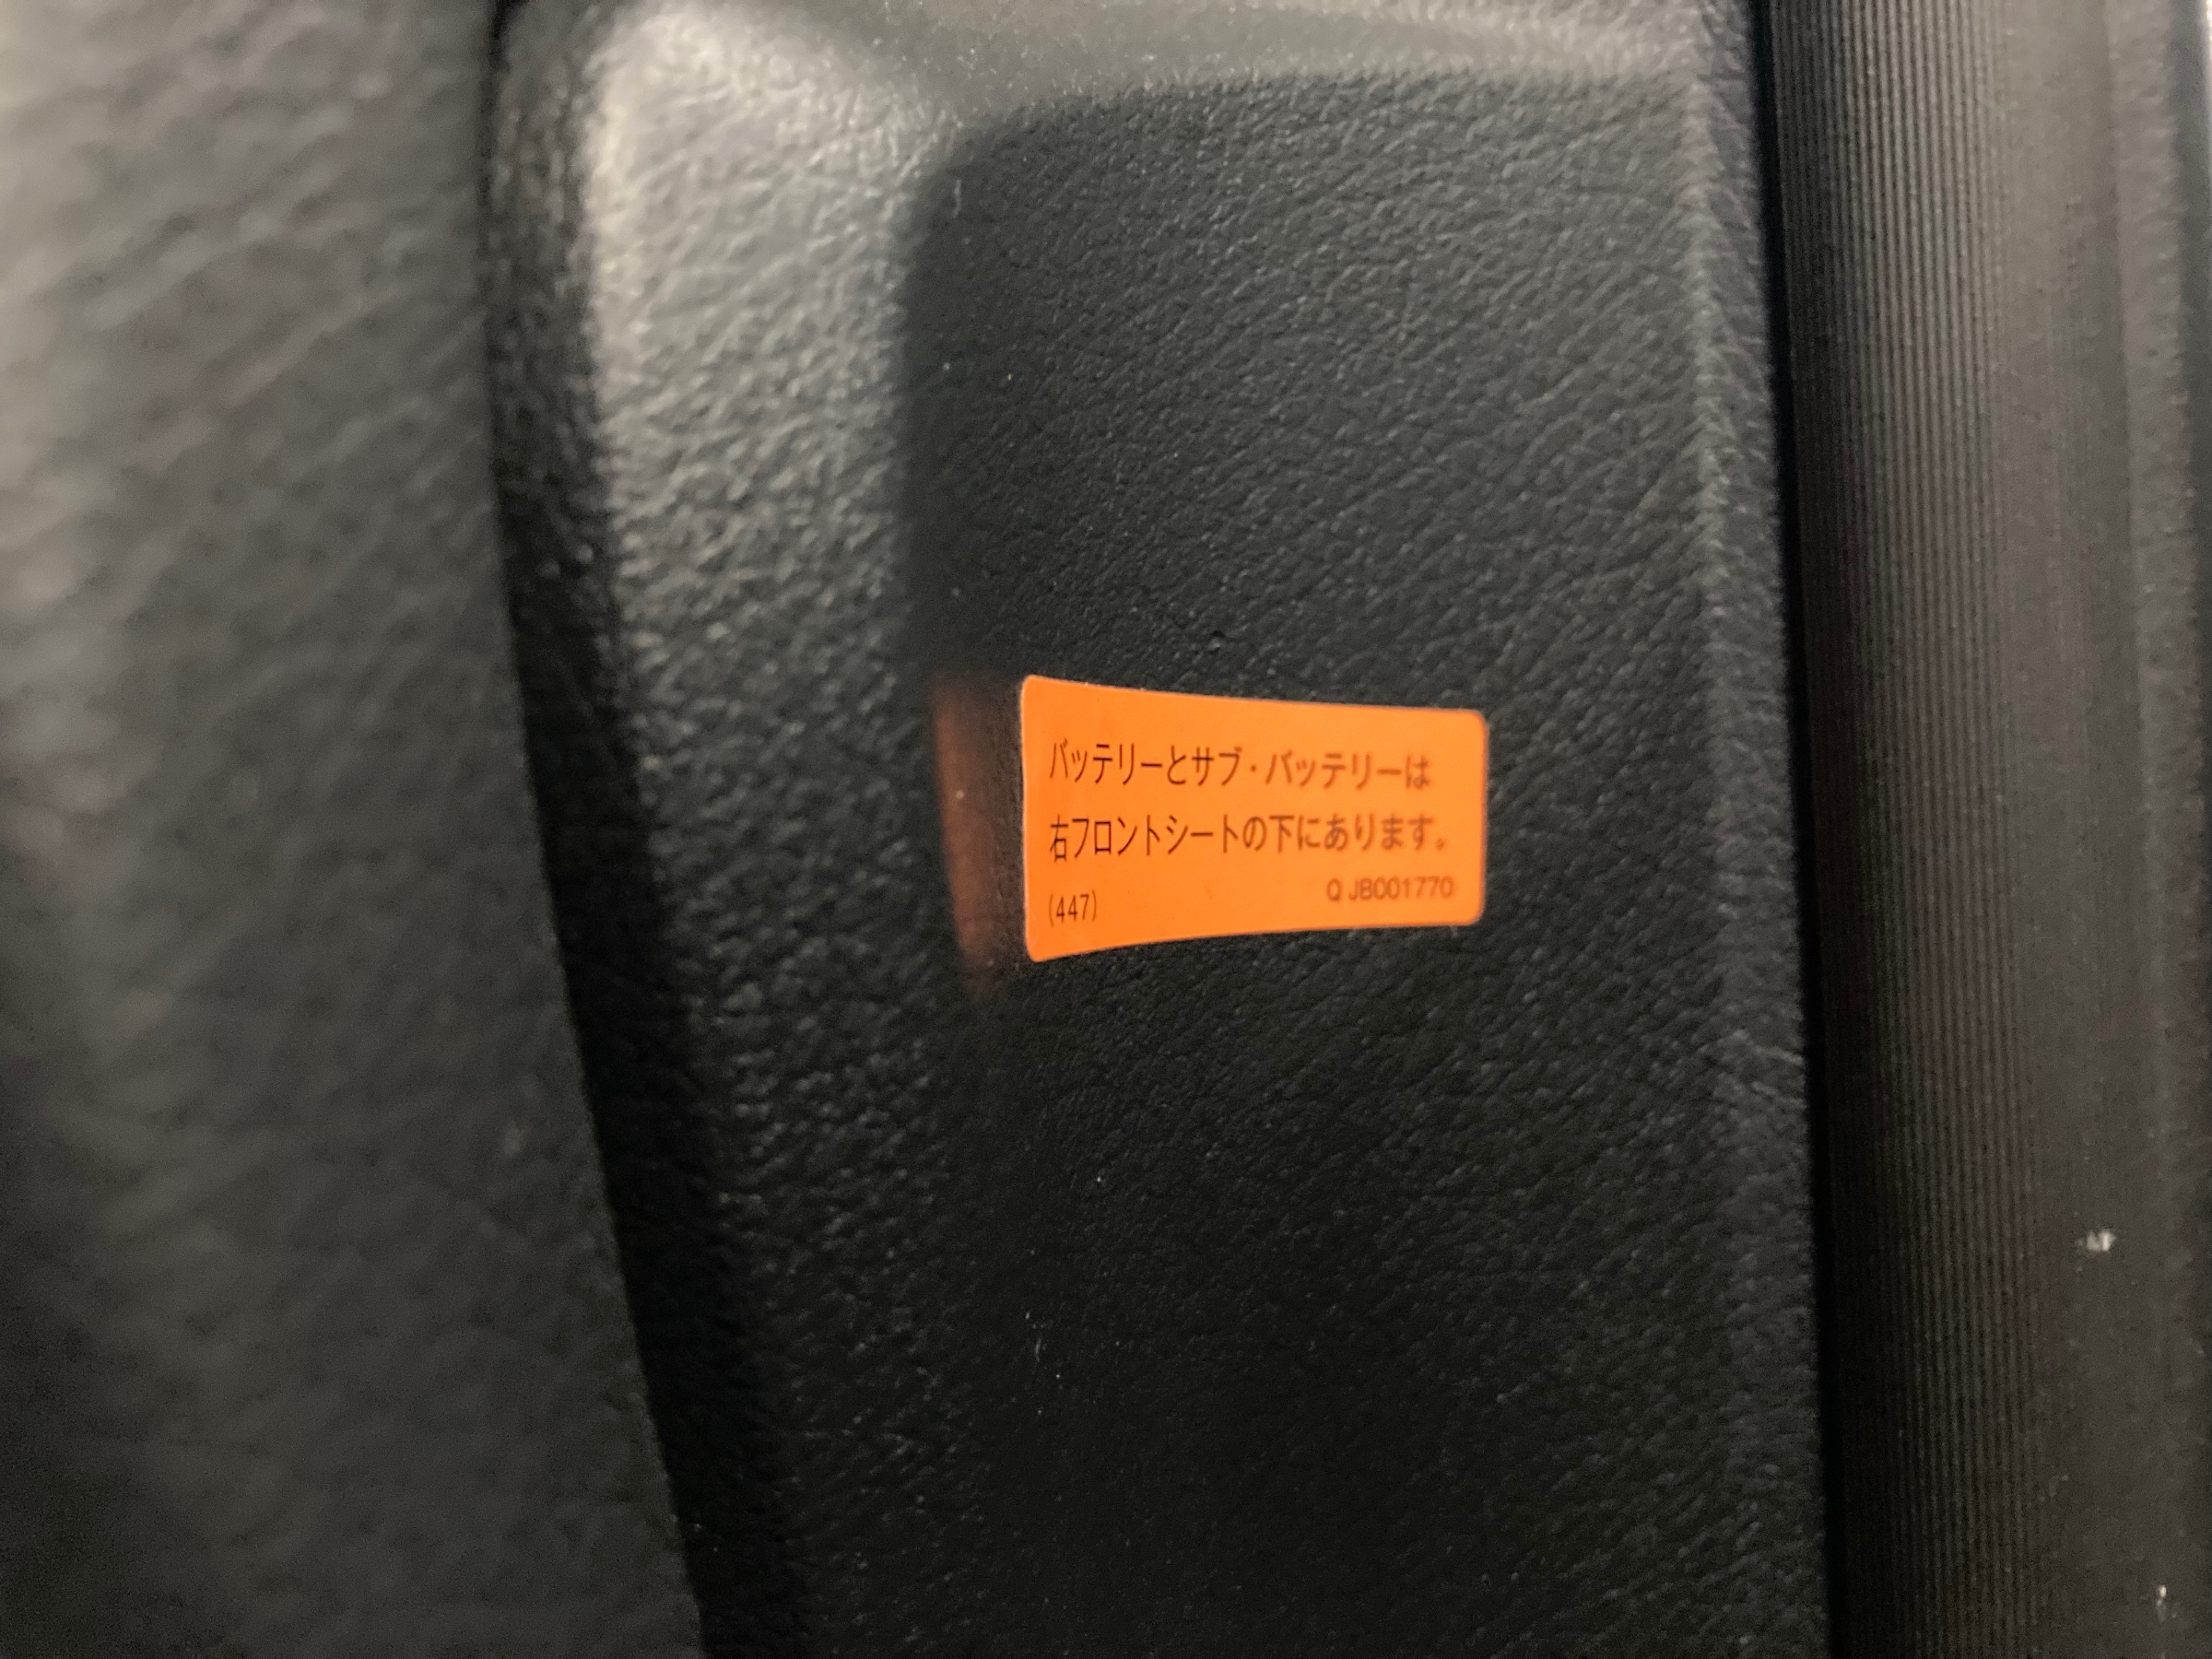 バッテリーとサブ・バッテリーは
右フロントシートの下にあります。
(447) Q JB001770